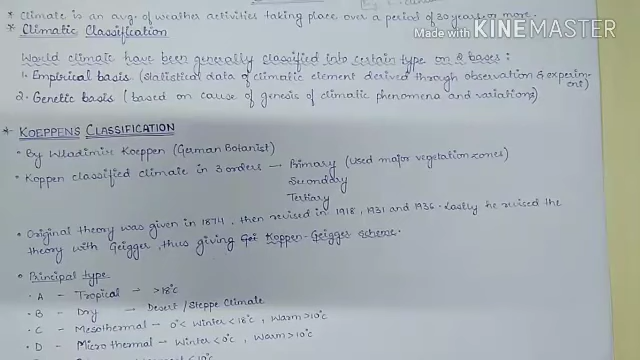 Made with KINEMASTER
* Climate is an avg. of weather activities taking place over a period of 30 years or more.
* Climatic Classification
World climatic have been generally classified into certain type on 2 bases :
1. Empirical basis (statistical data of climatic element derived through observation & experiment)
2. Genetic basis (based on cause of genesis of climatic phenomena and variations)
* KOEPPENS CLASSIFICATION
• By Wladimir Koeppen (German Botanist)
• Koppen classified climate in 3 orders — Primary (used major vegetation zones)
Secondary
Tertiary
• Original theory was given in 1874, then revised in 1918, 1931 and 1936. Lastly he revised the
theory with Geigger, thus giving Koppen-Geigger scheme.
• Principal type
• A – Tropical — >18°C
• B – Dry — Desert/Steppe Climate
• C – Mesothermal – 0°< Winter <18°C, Warm >10°C
• D – Microthermal – Winter <0°C, Warm >10°C
<10°C